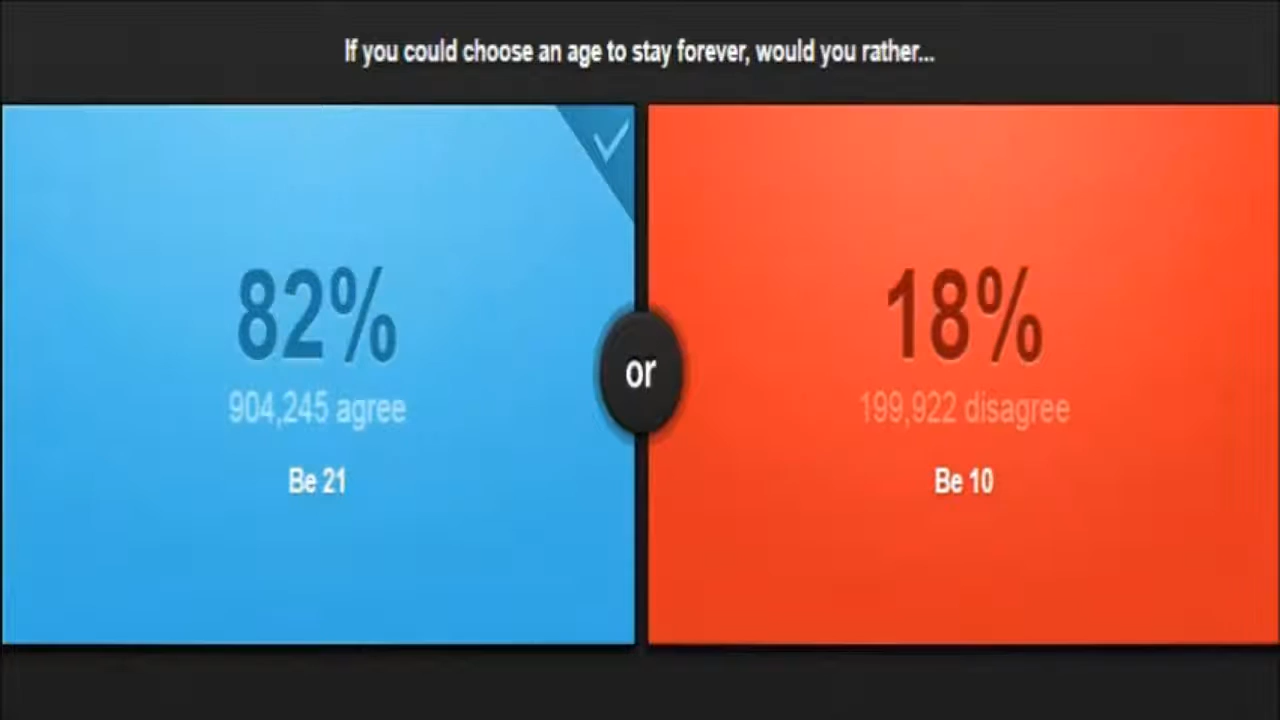 If you could choose an age to stay forever, would you rather...
82%
904,245 agree
Be 21
or
18%
199,922 disagree
Be 10